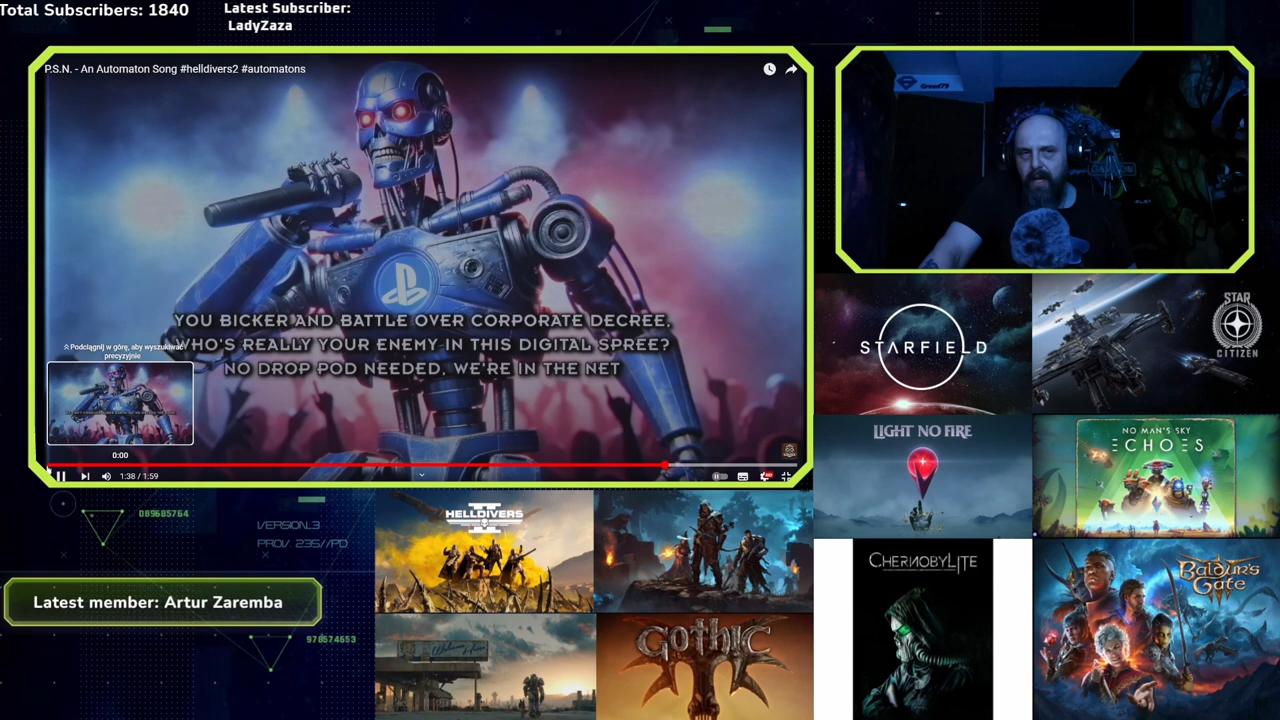 Total Subscribers: 1840
Latest Subscriber:
LadyZaza
P.S.N. - An Automaton Song #helldivers2 #automatons
Greed79
YOU BICKER AND BATTLE OVER CORPORATE DECREE,
WHO'S REALLY YOUR ENEMY IN THIS DIGITAL SPREE?
NO DROP POD NEEDED, WE'RE IN THE NET
Podciągnij w górę, aby wyszukiwać
precyzyjnie
0:00
1:38 / 1:59
STARFIELD
STAR
CITIZEN
LIGHT NO FIRE
NO MAN'S SKY
ECHOES
089685764
VERSION.3
PROV 235//PD
HELLDIVERS
II
Latest member: Artur Zaremba
978574653
GOTHIC
CHERNOBYLITE
Baldur's
Gate
III